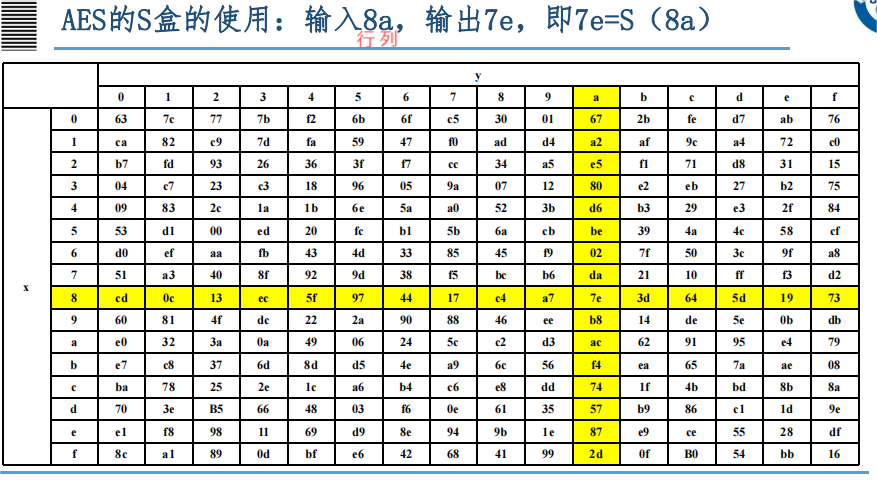 AES的S盒的使用：输入8a，输出7e，即7e=S（8a）
行列
y
0 1 2 3 4 5 6 7 8 9 a b c d e f
0 63 7c 77 7b f2 6b 6f c5 30 01 67 2b fe d7 ab 76
1 ca 82 c9 7d fa 59 47 f0 ad d4 a2 af 9c a4 72 c0
2 b7 fd 93 26 36 3f f7 cc 34 a5 e5 f1 71 d8 31 15
3 04 c7 23 c3 18 96 05 9a 07 12 80 e2 eb 27 b2 75
4 09 83 2c 1a 1b 6e 5a a0 52 3b d6 b3 29 e3 2f 84
5 53 d1 00 ed 20 fc b1 5b 6a cb be 39 4a 4c 58 cf
6 d0 ef aa fb 43 4d 33 85 45 f9 02 7f 50 3c 9f a8
7 51 a3 40 8f 92 9d 38 f5 bc b6 da 21 10 ff f3 d2
x
8 cd 0c 13 ec 5f 97 44 17 c4 a7 7e 3d 64 5d 19 73
9 60 81 4f dc 22 2a 90 88 46 ee b8 14 de 5e 0b db
a e0 32 3a 0a 49 06 24 5c c2 d3 ac 62 91 95 e4 79
b e7 c8 37 6d 8d d5 4e a9 6c 56 f4 ea 65 7a ae 08
c ba 78 25 2e 1c a6 b4 c6 e8 dd 74 1f 4b bd 8b 8a
d 70 3e B5 66 48 03 f6 0e 61 35 57 b9 86 c1 1d 9e
e e1 f8 98 11 69 d9 8e 94 9b 1e 87 e9 ce 55 28 df
f 8c a1 89 0d bf e6 42 68 41 99 2d 0f B0 54 bb 16